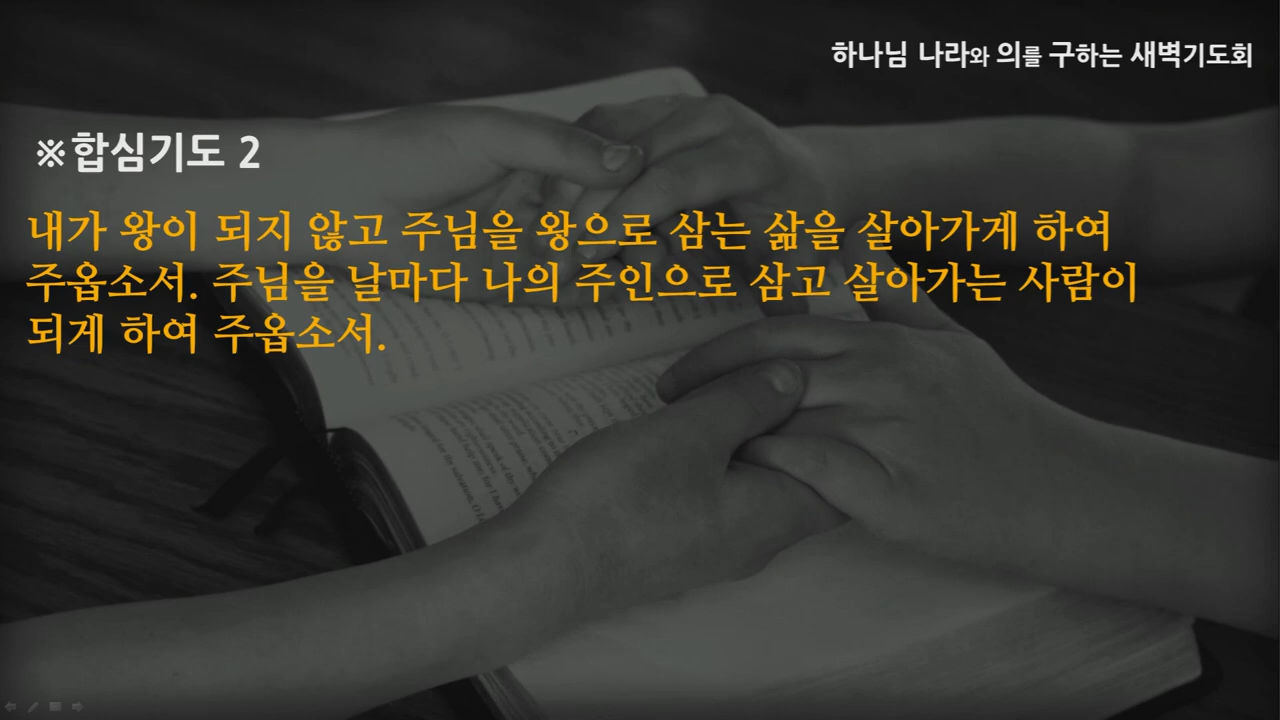 하나님 나라와 의를 구하는 새벽기도회
※합심기도 2
내가 왕이 되지 않고 주님을 왕으로 삼는 삶을 살아가게 하여
주옵소서. 주님을 날마다 나의 주인으로 삼고 살아가는 사람이
되게 하여 주옵소서.